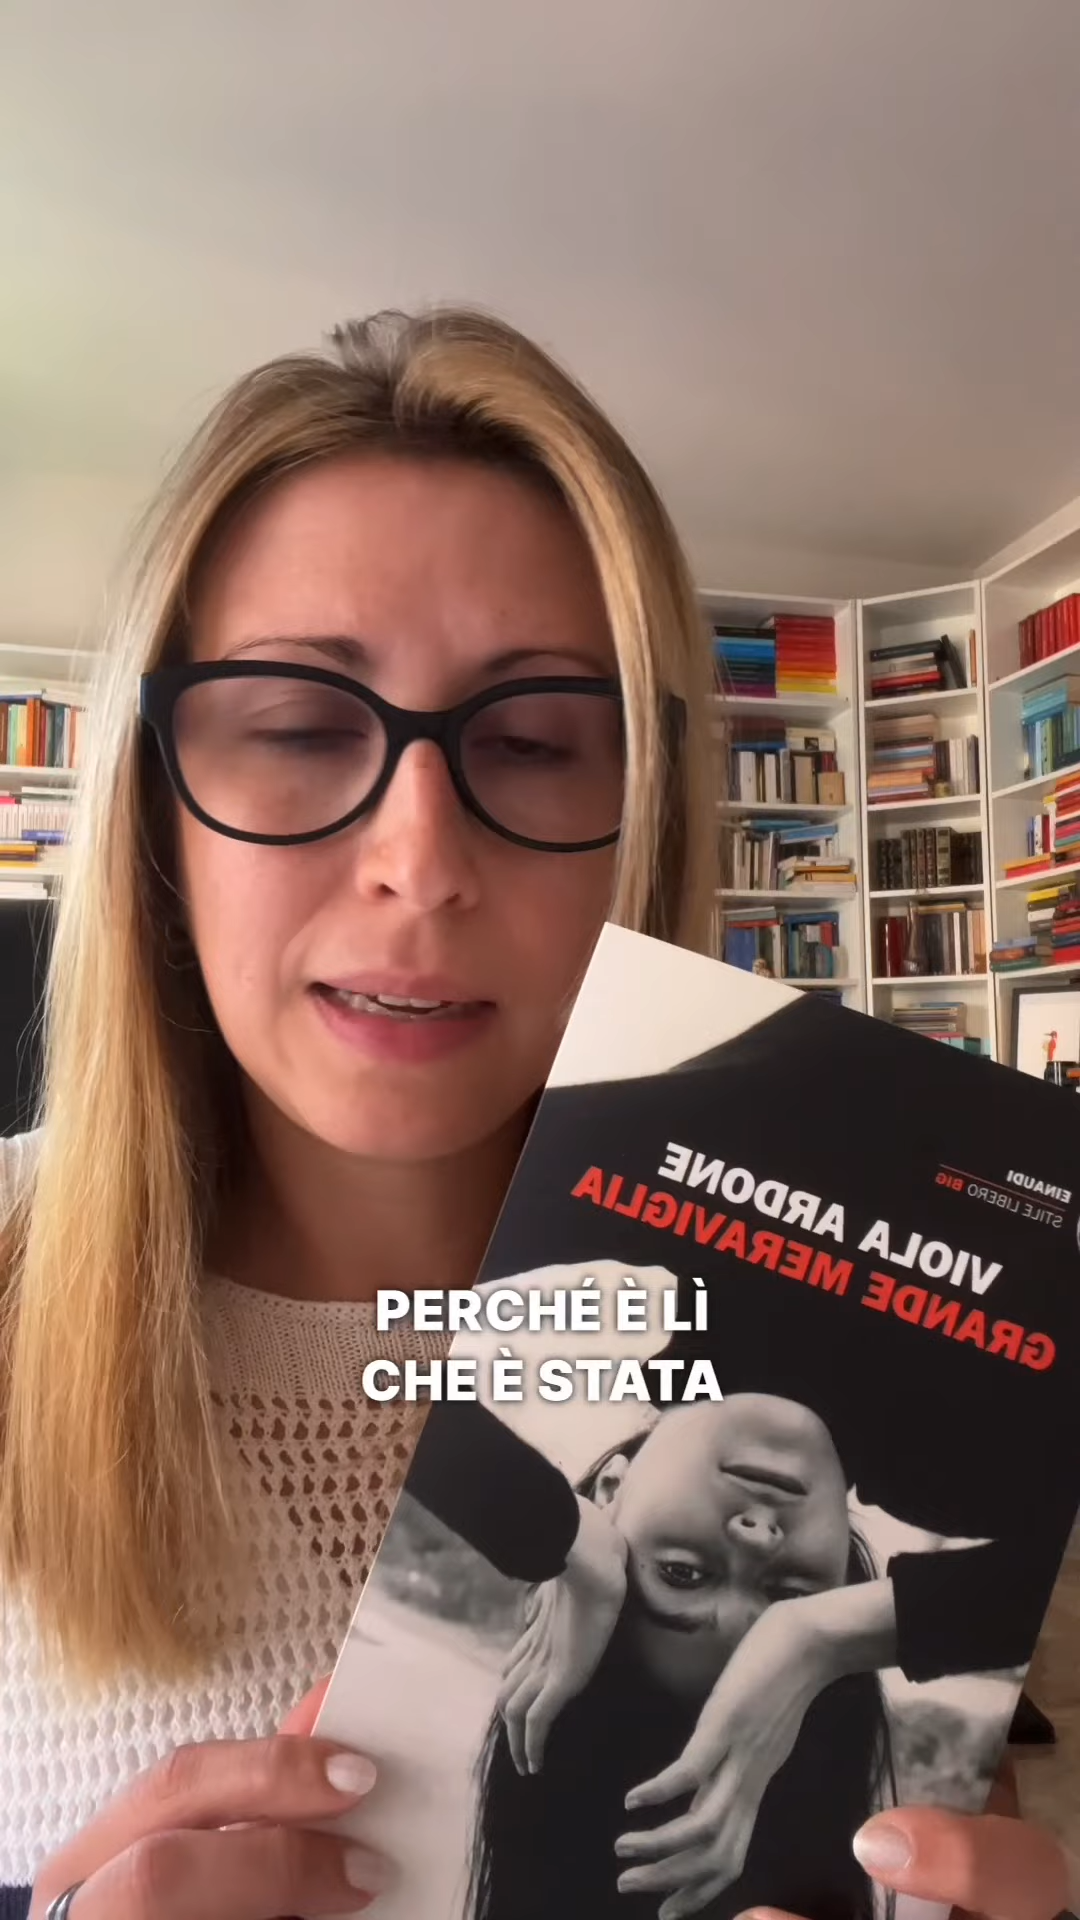 EINAUDI
STILE LIBERO BIG
VIOLA ARDONE
GRANDE MERAVIGLIA
PERCHÉ È LÌ
CHE È STATA